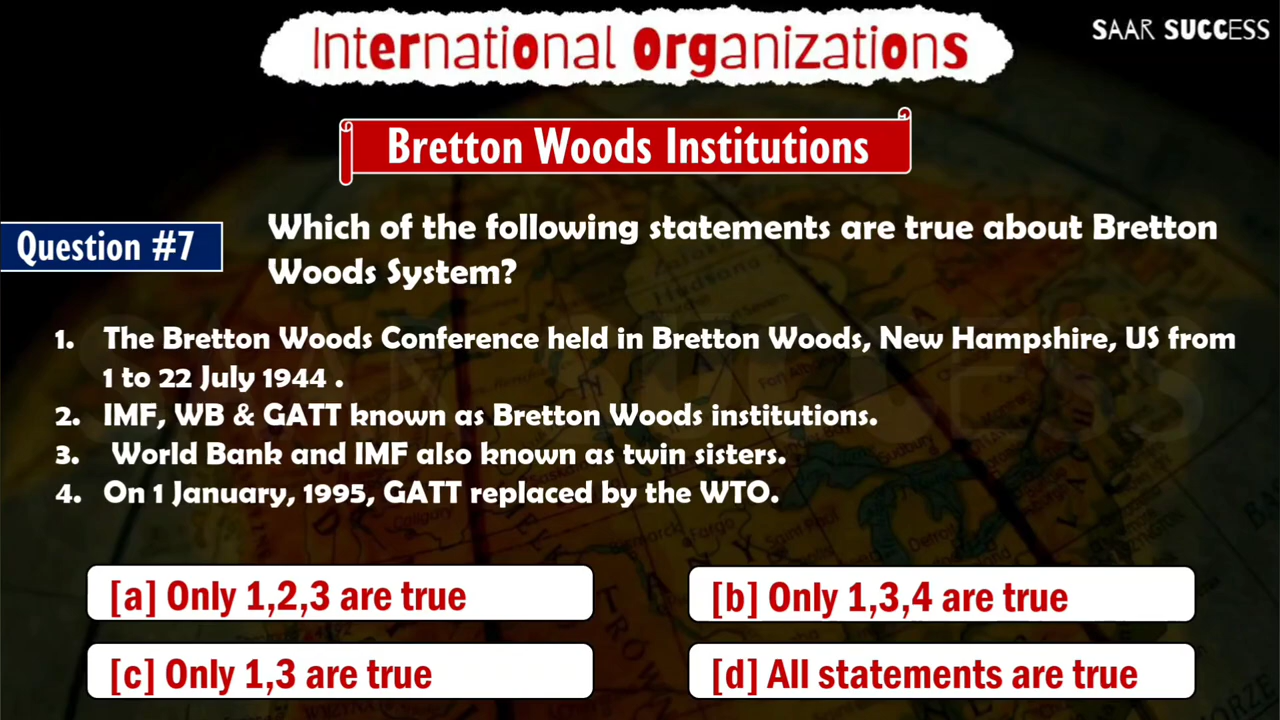 International Organizations
SAAR SUCCESS
Bretton Woods Institutions
Question #7
Which of the following statements are true about Bretton
Woods System?
1. The Bretton Woods Conference held in Bretton Woods, New Hampshire, US from
1 to 22 July 1944 .
2. IMF, WB & GATT known as Bretton Woods institutions.
3. World Bank and IMF also known as twin sisters.
4. On 1 January, 1995, GATT replaced by the WTO.
[a] Only 1,2,3 are true
[b] Only 1,3,4 are true
[c] Only 1,3 are true
[d] All statements are true